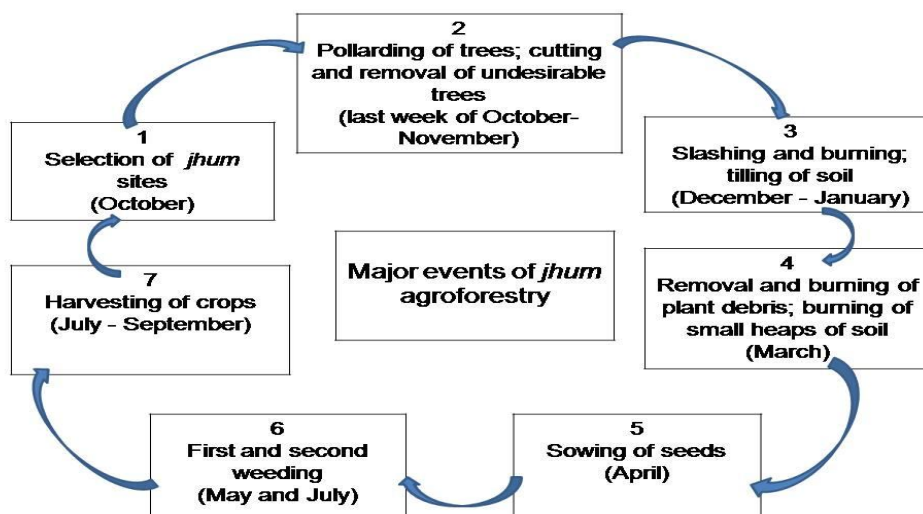 1
Selection of jhum
sites
(October)
2
Pollarding of trees; cutting
and removal of undesirable
trees
(last week of October-
November)
3
Slashing and burning;
tilling of soil
(December - January)
4
Removal and burning of
plant debris; burning of
small heaps of soil
(March)
5
Sowing of seeds
(April)
6
First and second
weeding
(May and July)
7
Harvesting of crops
(July - September)
Major events of jhum
agroforestry